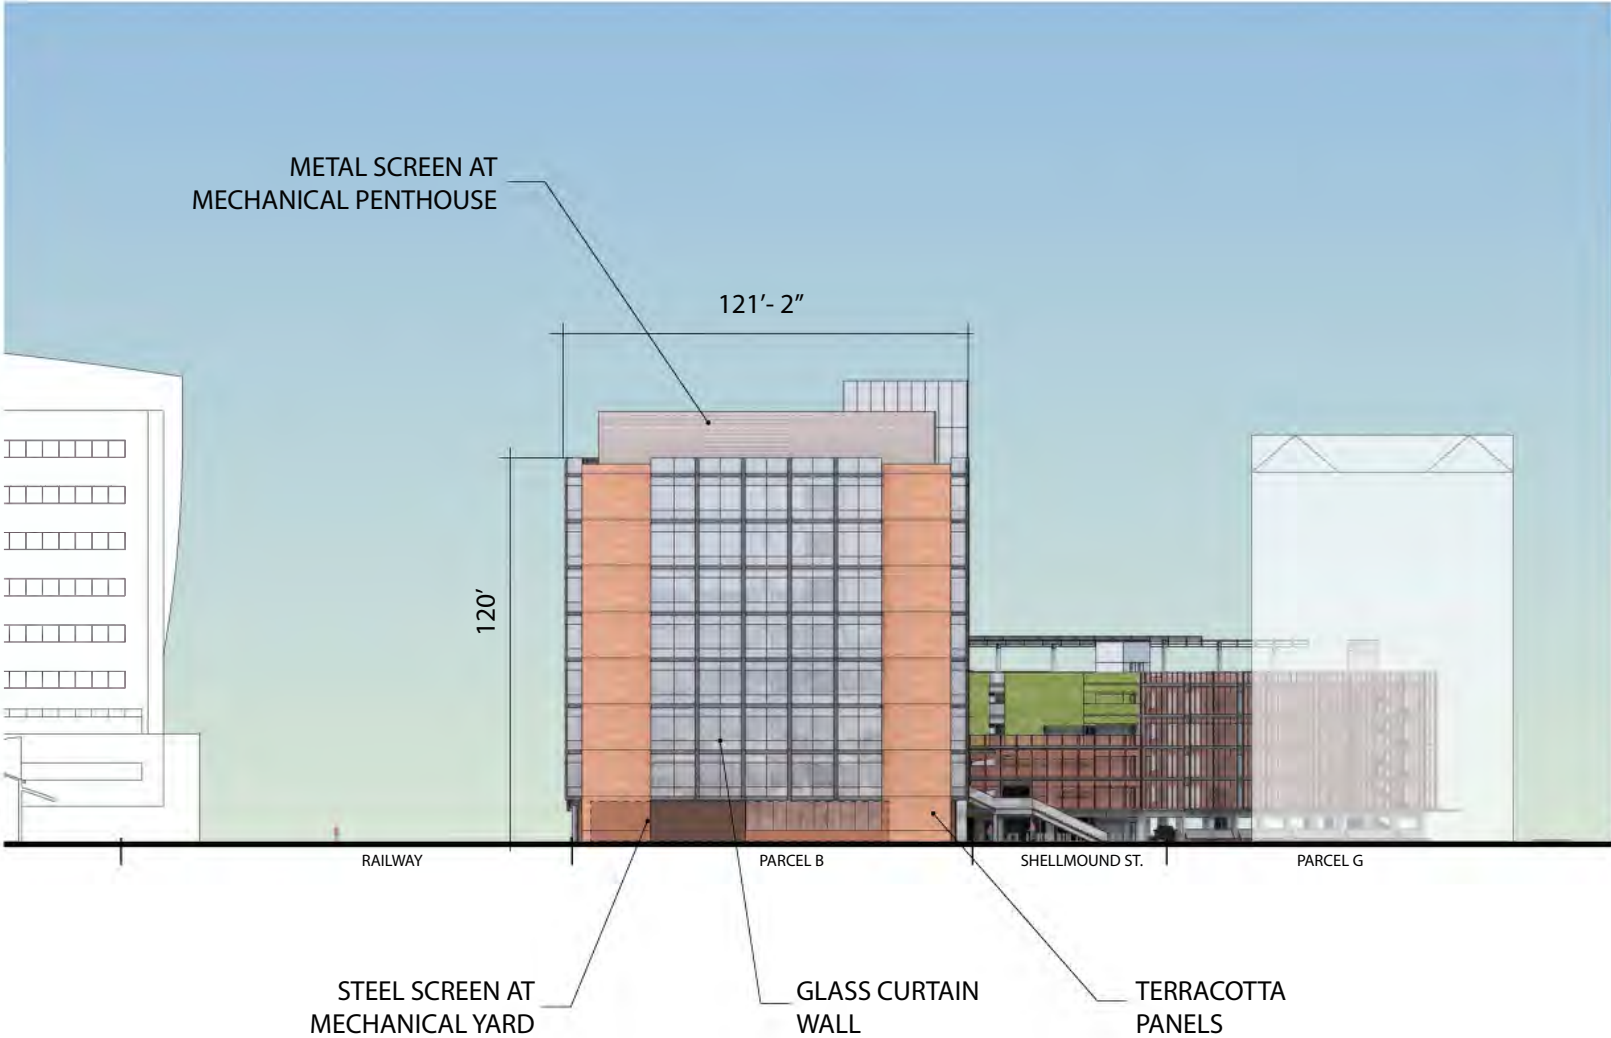 METAL SCREEN AT
MECHANICAL PENTHOUSE
121’- 2”
120’
RAILWAY
PARCEL B
SHELLMOUND ST.
PARCEL G
STEEL SCREEN AT
MECHANICAL YARD
GLASS CURTAIN
WALL
TERRACOTTA
PANELS